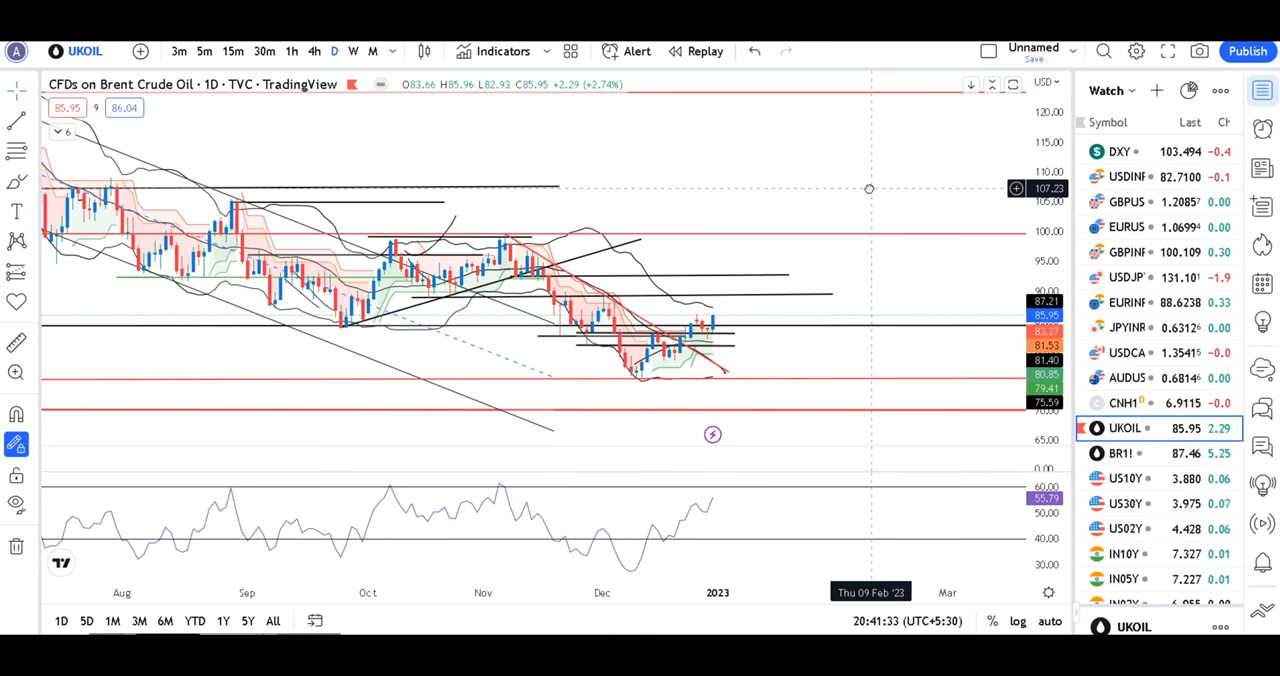 A UKOIL 3m 5m 15m 30m 1h 4h D W M Indicators Alert Replay Unnamed Save Publish
CFDs on Brent Crude Oil · 1D · TVC · TradingView O83.66 H85.96 L82.93 C85.95 +2.29 (+2.74%) USD
85.95 9 86.04
6
120.00
115.00
110.00
107.23
105.00
100.00
95.00
90.00
87.21
85.95
83.27
81.53
81.40
80.85
79.41
75.59
70.00
65.00
0.00
60.00
55.79
50.00
40.00
30.00
Aug Sep Oct Nov Dec 2023 Thu 09 Feb '23 Mar
1D 5D 1M 3M 6M YTD 1Y 5Y All 20:41:33 (UTC+5:30) % log auto
Watch
Symbol Last Ch
DXY 103.494 -0.4
USDINR 82.7100 -0.1
GBPUS 1.20857 0.00
EURUS 1.06994 0.00
GBPINR 100.109 0.30
USDJP 131.101 -1.9
EURINR 88.6238 0.33
JPYINR 0.63126 0.00
USDCA 1.35415 -0.0
AUDUS 0.68146 0.00
CNH1 D 6.9115 -0.0
UKOIL 85.95 2.29
BR1! 87.46 5.25
US10Y 3.880 0.06
US30Y 3.975 0.07
US02Y 4.428 0.06
IN10Y 7.327 0.01
IN05Y 7.227 0.01
UKOIL